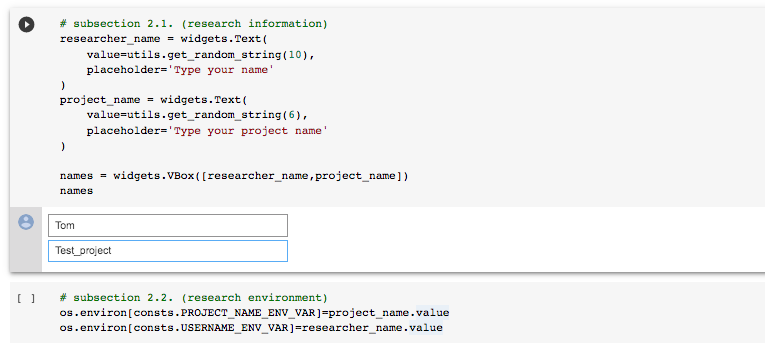 # subsection 2.1. (research information)
researcher_name = widgets.Text(
    value=utils.get_random_string(10),
    placeholder='Type your name'
)
project_name = widgets.Text(
    value=utils.get_random_string(6),
    placeholder='Type your project name'
)
names = widgets.VBox([researcher_name,project_name])
names
Tom
Test_project
[ ] # subsection 2.2. (research environment)
os.environ[consts.PROJECT_NAME_ENV_VAR]=project_name.value
os.environ[consts.USERNAME_ENV_VAR]=researcher_name.value